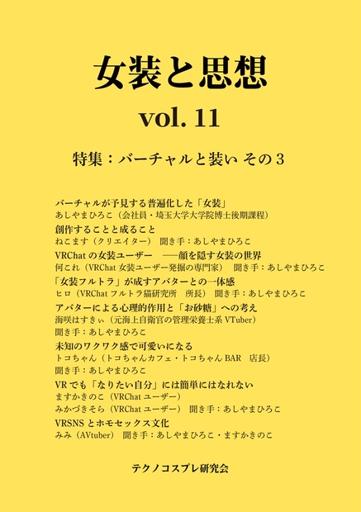 女装と思想
vol. 11
特集：バーチャルと装い その３
バーチャルが予見する普遍化した「女装」
あしやまひろこ（会社員・埼玉大学大学院博士後期課程）
創作することと成ること
ねこます（クリエイター） 聞き手：あしやまひろこ
VRChat の女装ユーザー ――顔を隠す女装の世界
何これ（VRChat 女装ユーザー発掘の専門家） 聞き手：あしやまひろこ
「女装フルトラ」が成すアバターとの一体感
ヒロ（VRChat フルトラ猫研究所 所長） 聞き手：あしやまひろこ
アバターによる心理的作用と「お砂糖」への考え
海咲はすきぃ（元海上自衛官の管理栄養士系 VTuber）
聞き手：あしやまひろこ
未知のワクワク感で可愛いになる
トコちゃん（トコちゃんカフェ・トコちゃん BAR 店長）
聞き手：あしやまひろこ
VR でも「なりたい自分」には簡単にはなれない
ますかきのこ（VRChat ユーザー）
みかづきそら（VRChat ユーザー） 聞き手：あしやまひろこ
VRSNS とホモセックス文化
みみ（AVtuber） 聞き手：あしやまひろこ・ますかきのこ
テクノコスプレ研究会